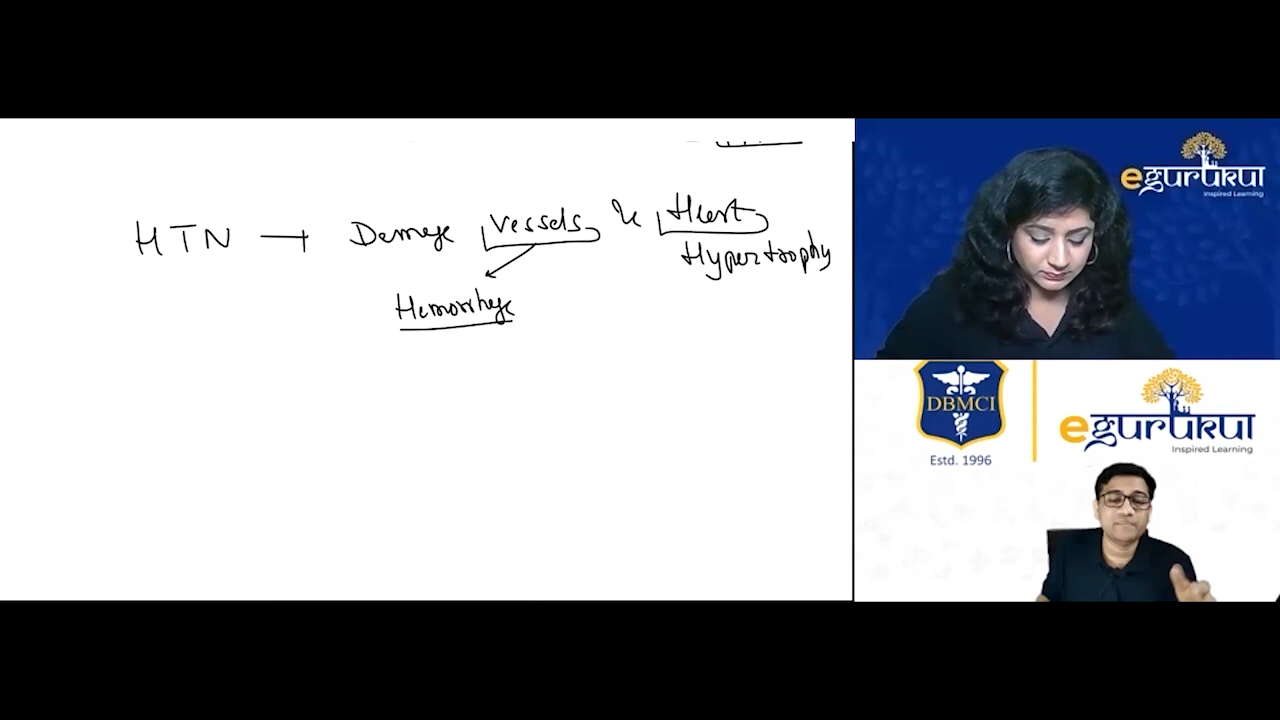 HTN → Damage vessels & Heart
Hypertrophy
Hemorrhage
egurukul
Inspired Learning
DBMCI
Estd. 1996
egurukul
Inspired Learning